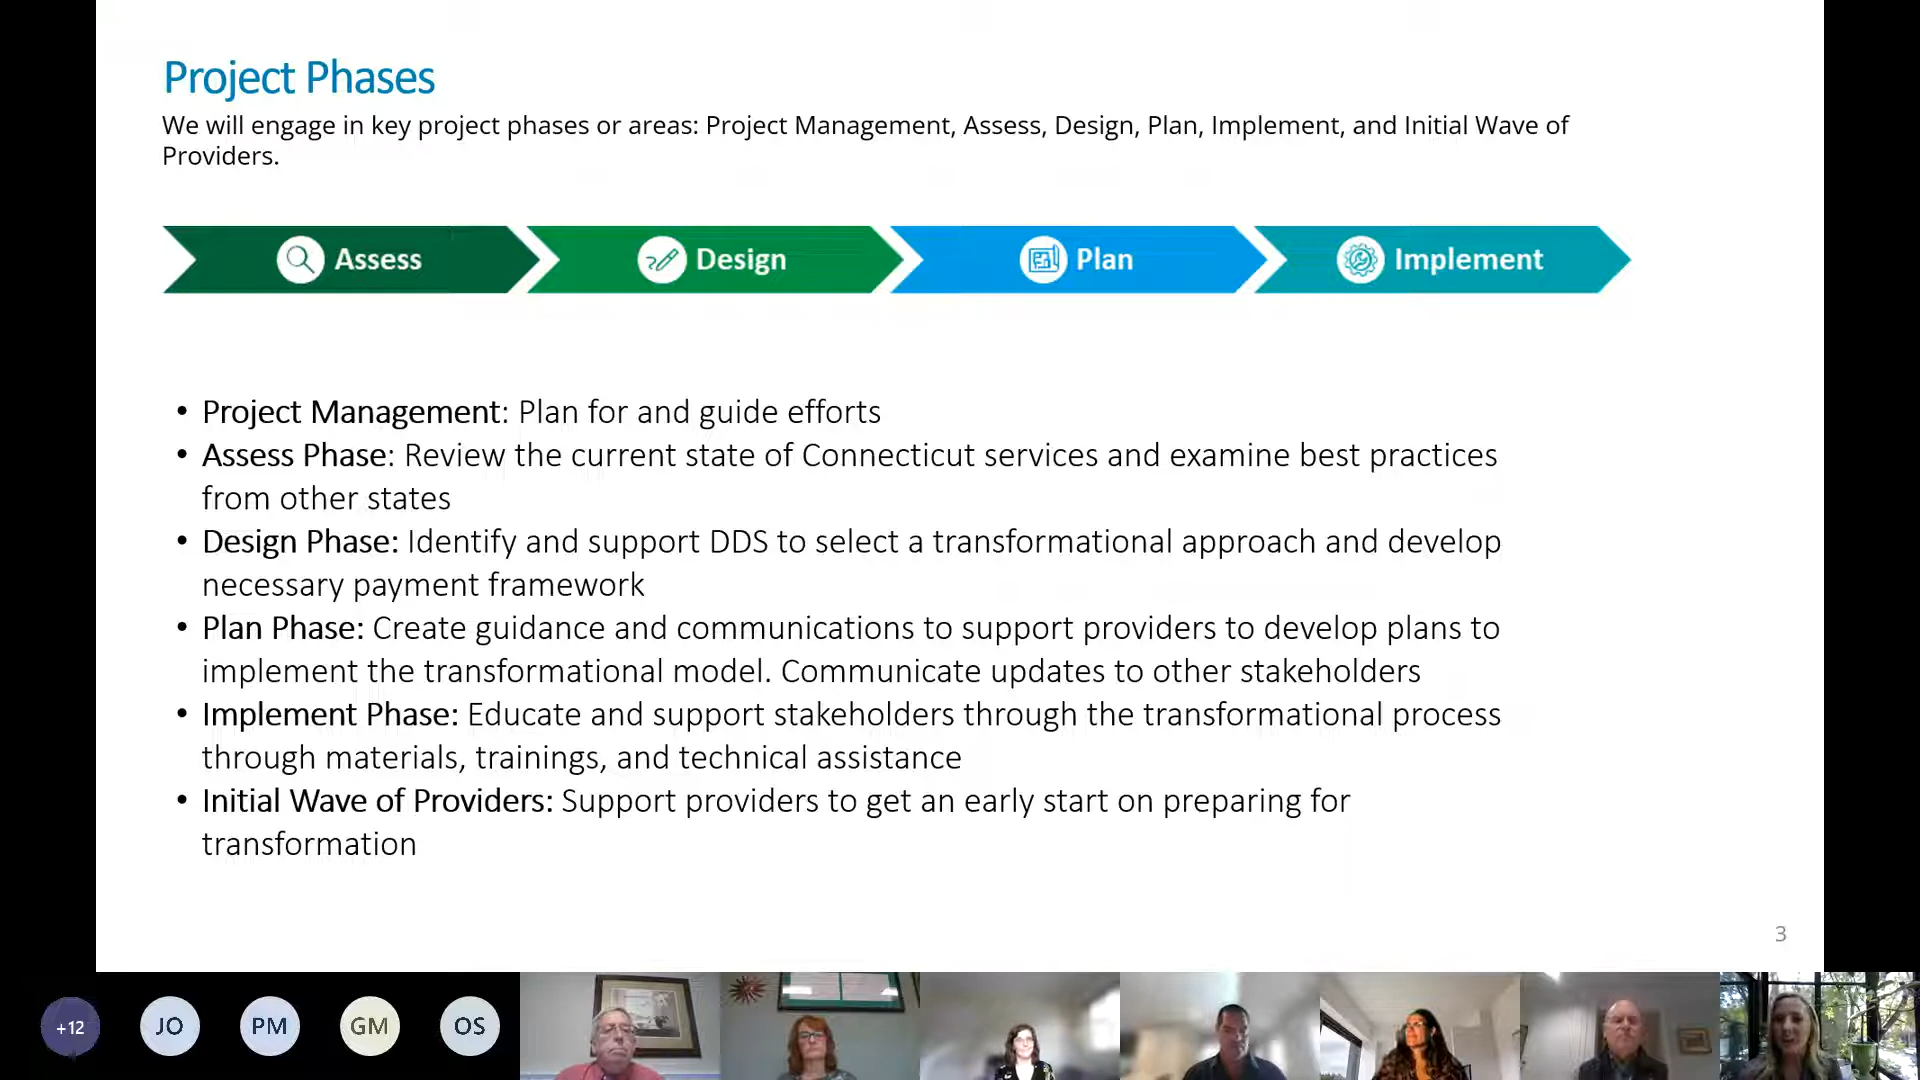 Project Phases
We will engage in key project phases or areas: Project Management, Assess, Design, Plan, Implement, and Initial Wave of
Providers.
Assess
Design
Plan
Implement
• Project Management: Plan for and guide efforts
• Assess Phase: Review the current state of Connecticut services and examine best practices
from other states
• Design Phase: Identify and support DDS to select a transformational approach and develop
necessary payment framework
• Plan Phase: Create guidance and communications to support providers to develop plans to
implement the transformational model. Communicate updates to other stakeholders
• Implement Phase: Educate and support stakeholders through the transformational process
through materials, trainings, and technical assistance
• Initial Wave of Providers: Support providers to get an early start on preparing for
transformation
3
+12
JO
PM
GM
OS